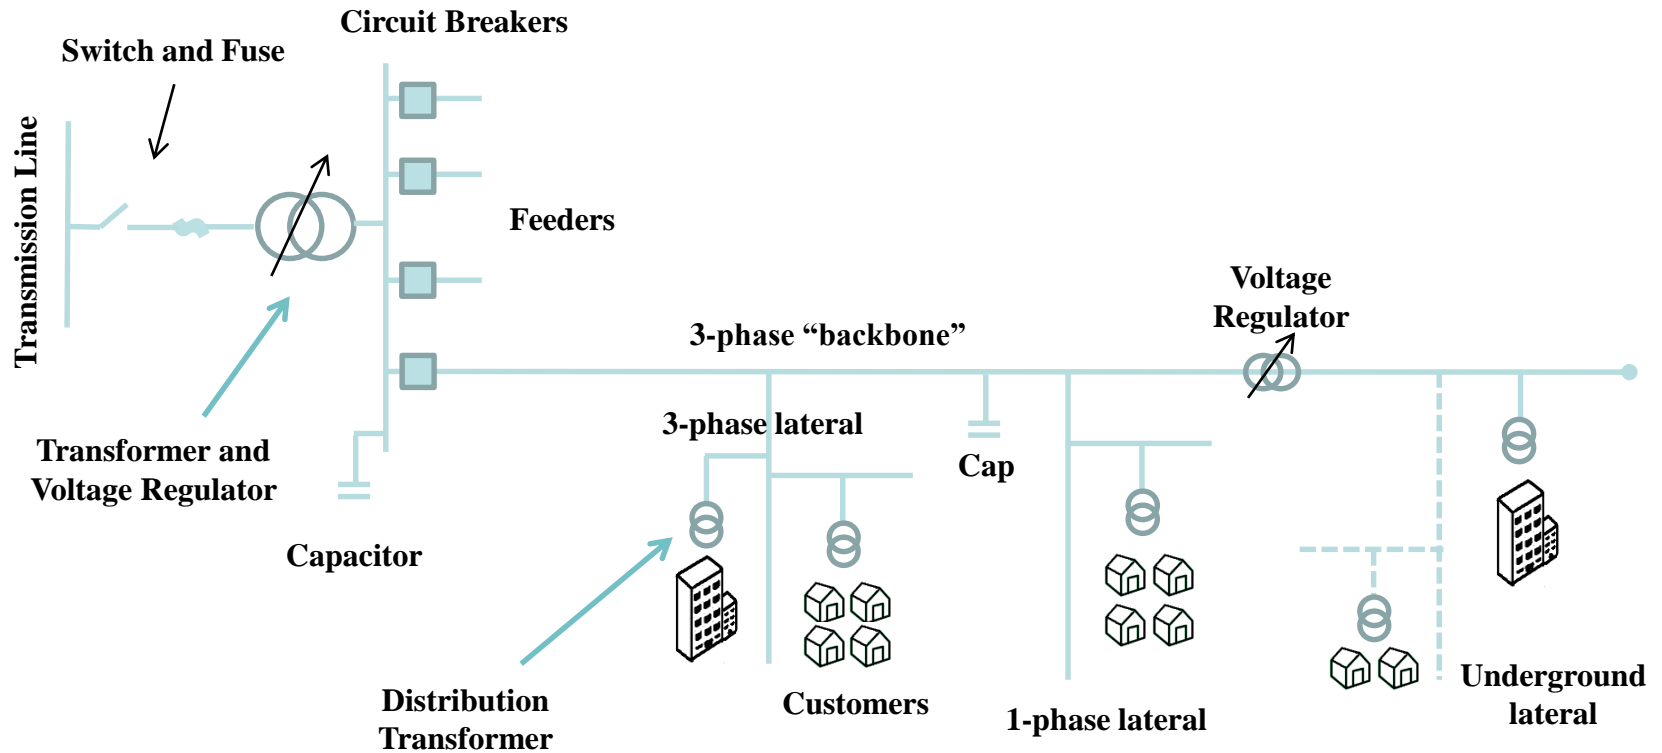 Circuit Breakers
Switch and Fuse
Transmission Line
Feeders
Voltage
Regulator
3-phase “backbone”
3-phase lateral
Transformer and
Voltage Regulator
Cap
Capacitor
Distribution
Transformer
Customers
1-phase lateral
Underground
lateral